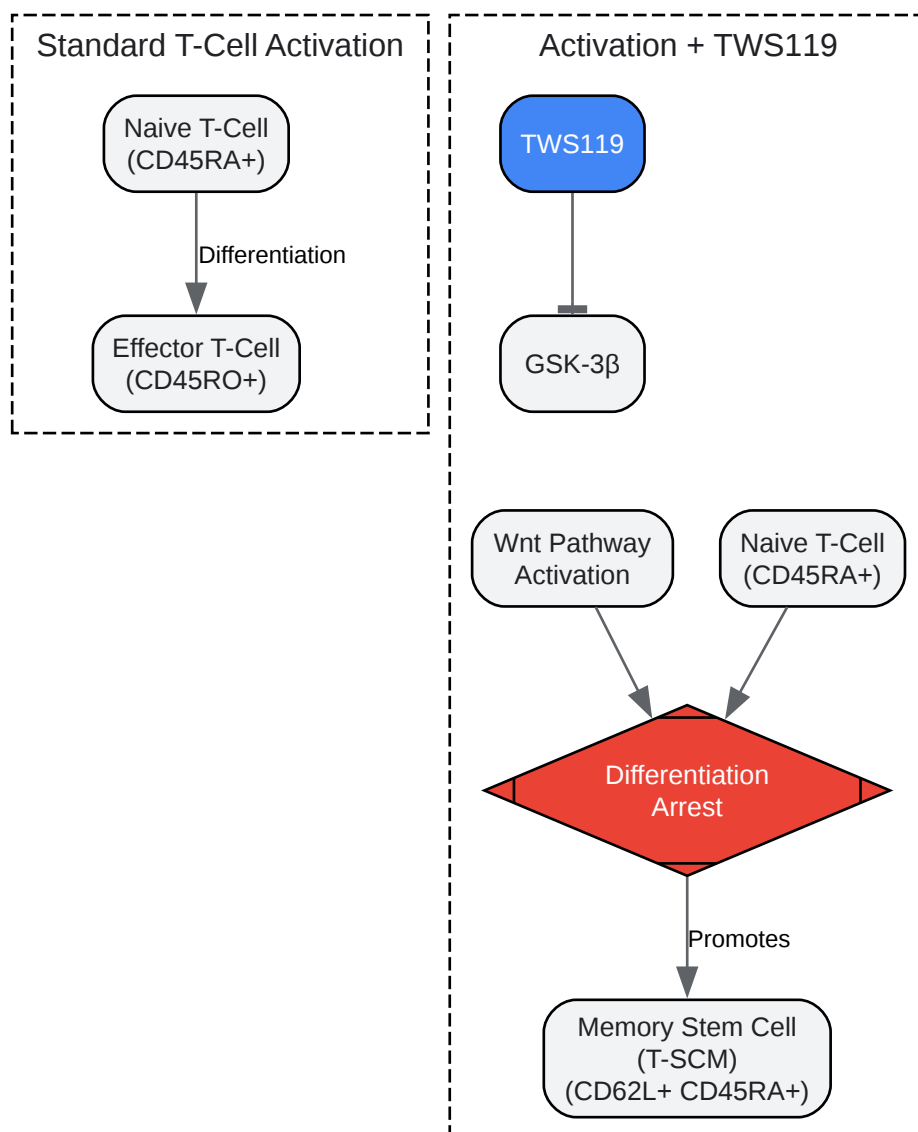 Standard T-Cell Activation
Naive T-Cell
(CD45RA+)
Differentiation
Effector T-Cell
(CD45RO+)
Activation + TWS119
TWS119
GSK-3β
Wnt Pathway
Activation
Naive T-Cell
(CD45RA+)
Differentiation
Arrest
Promotes
Memory Stem Cell
(T-SCM)
(CD62L+ CD45RA+)